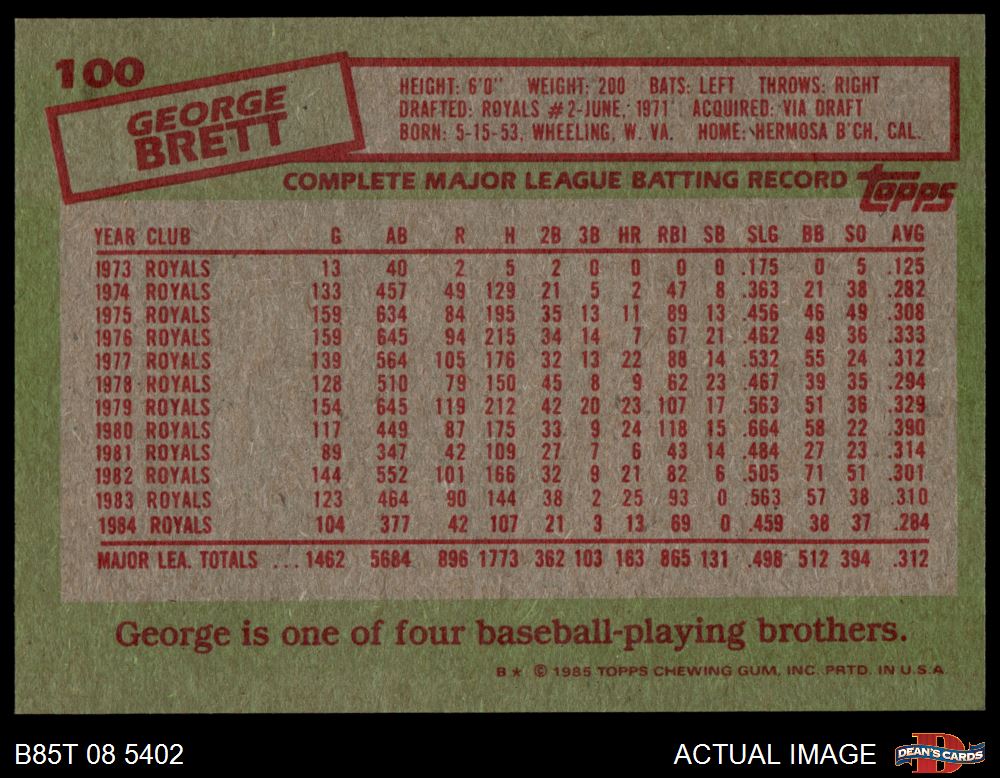 100
GEORGE
BRETT
HEIGHT: 6'0" WEIGHT: 200 BATS: LEFT THROWS: RIGHT
DRAFTED: ROYALS #2-JUNE, 1971 ACQUIRED: VIA DRAFT
BORN: 5-15-53, WHEELING, W. VA. HOME: HERMOSA B'CH, CAL.
COMPLETE MAJOR LEAGUE BATTING RECORD topps
YEAR CLUB G AB R H 2B 3B HR RBI SB SLG BB SO AVG
1973 ROYALS 13 40 2 5 2 0 0 0 0 .175 0 5 .125
1974 ROYALS 133 457 49 129 21 5 2 47 8 .363 21 38 .282
1975 ROYALS 159 634 84 195 35 13 11 89 13 .456 46 49 .308
1976 ROYALS 159 645 94 215 34 14 7 67 21 .462 49 36 .333
1977 ROYALS 139 564 105 176 32 13 22 88 14 .532 55 24 .312
1978 ROYALS 128 510 79 150 45 8 9 62 23 .467 39 35 .294
1979 ROYALS 154 645 119 212 42 20 23 107 17 .563 51 36 .329
1980 ROYALS 117 449 87 175 33 9 24 118 15 .664 58 22 .390
1981 ROYALS 89 347 42 109 27 7 6 43 14 .484 27 23 .314
1982 ROYALS 144 552 101 166 32 9 21 82 6 .505 71 51 .301
1983 ROYALS 123 464 90 144 38 2 25 93 0 .563 57 38 .310
1984 ROYALS 104 377 42 107 21 3 13 69 0 .459 38 37 .284
MAJOR LEA. TOTALS ... 1462 5684 896 1773 362 103 163 865 131 .498 512 394 .312
George is one of four baseball-playing brothers.
B* © 1985 TOPPS CHEWING GUM, INC. PRTD. IN U.S.A.
B85T 08 5402 ACTUAL IMAGE DEAN'S CARDS